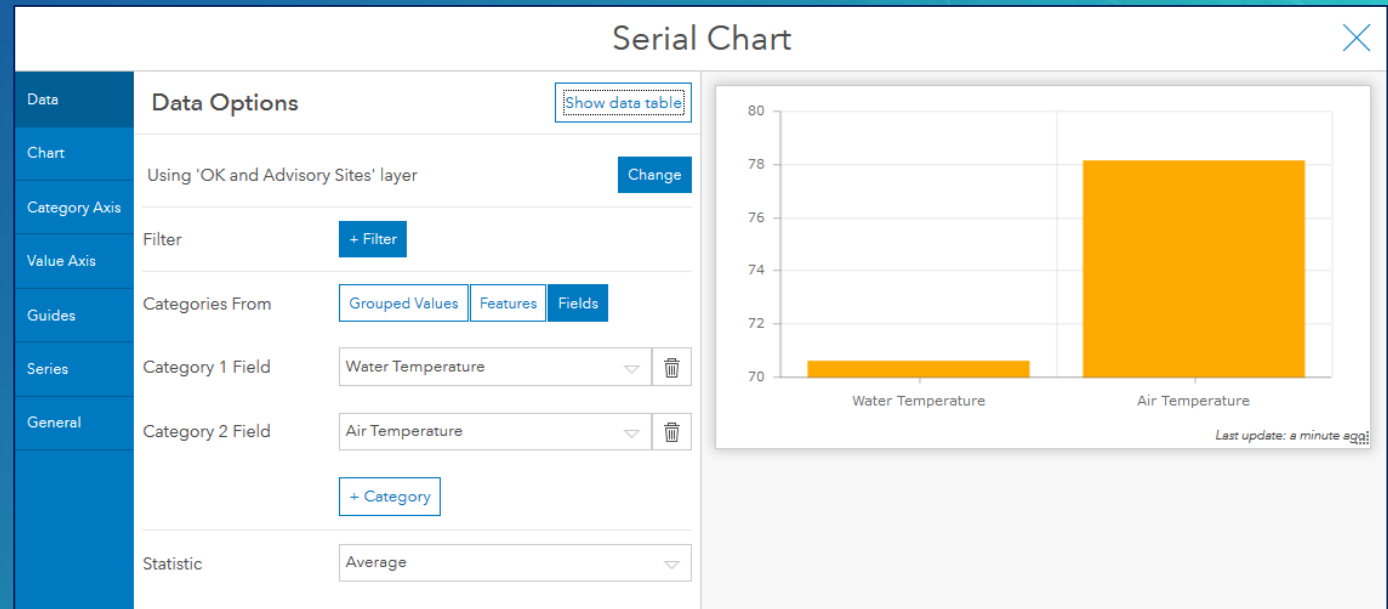 Serial Chart
Data
Chart
Category Axis
Value Axis
Guides
Series
General
Data Options
Show data table
Using 'OK and Advisory Sites' layer
Change
Filter
+ Filter
Categories From
Grouped Values Features Fields
Category 1 Field
Water Temperature
Category 2 Field
Air Temperature
+ Category
Statistic
Average
80
78
76
74
72
70
Water Temperature Air Temperature
Last update: a minute ago